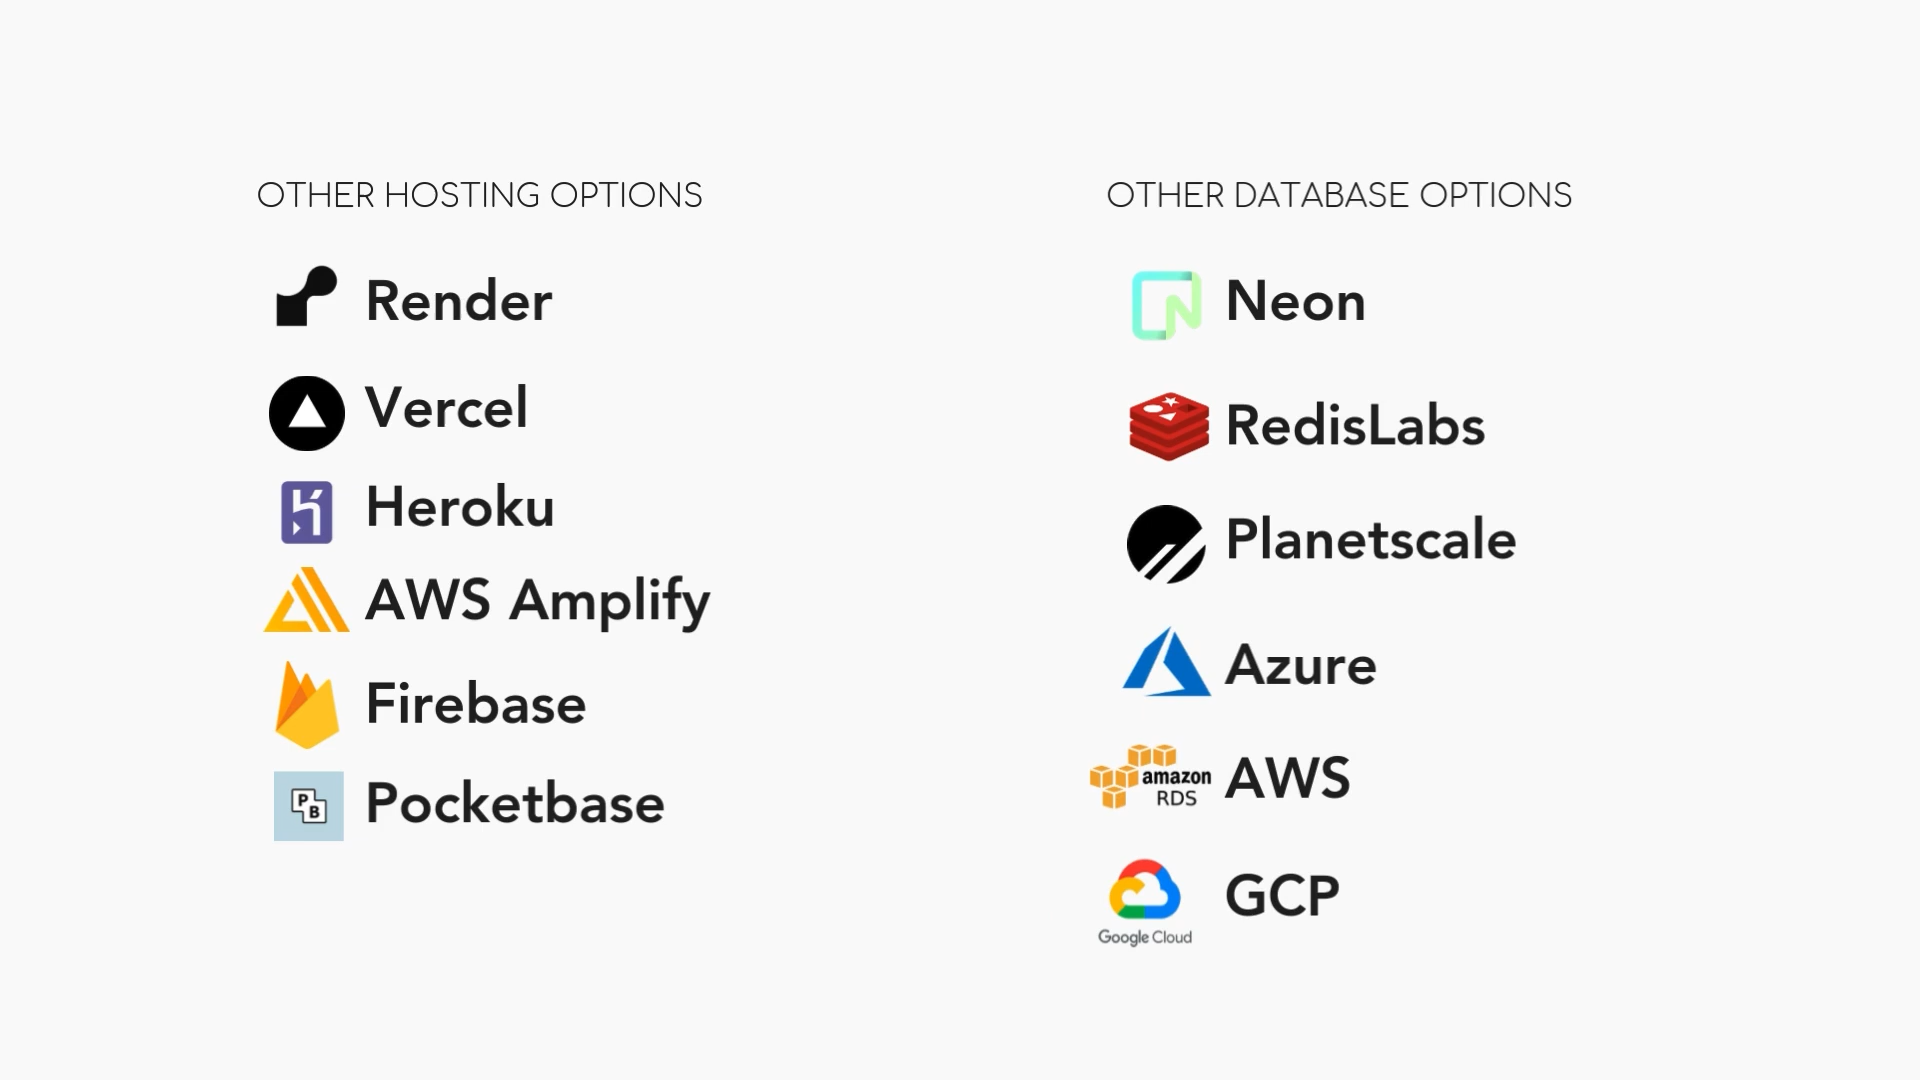 OTHER HOSTING OPTIONS
Render
Vercel
Heroku
AWS Amplify
Firebase
P
B
Pocketbase
OTHER DATABASE OPTIONS
Neon
RedisLabs
Planetscale
Azure
amazon
RDS
AWS
GCP
Google Cloud